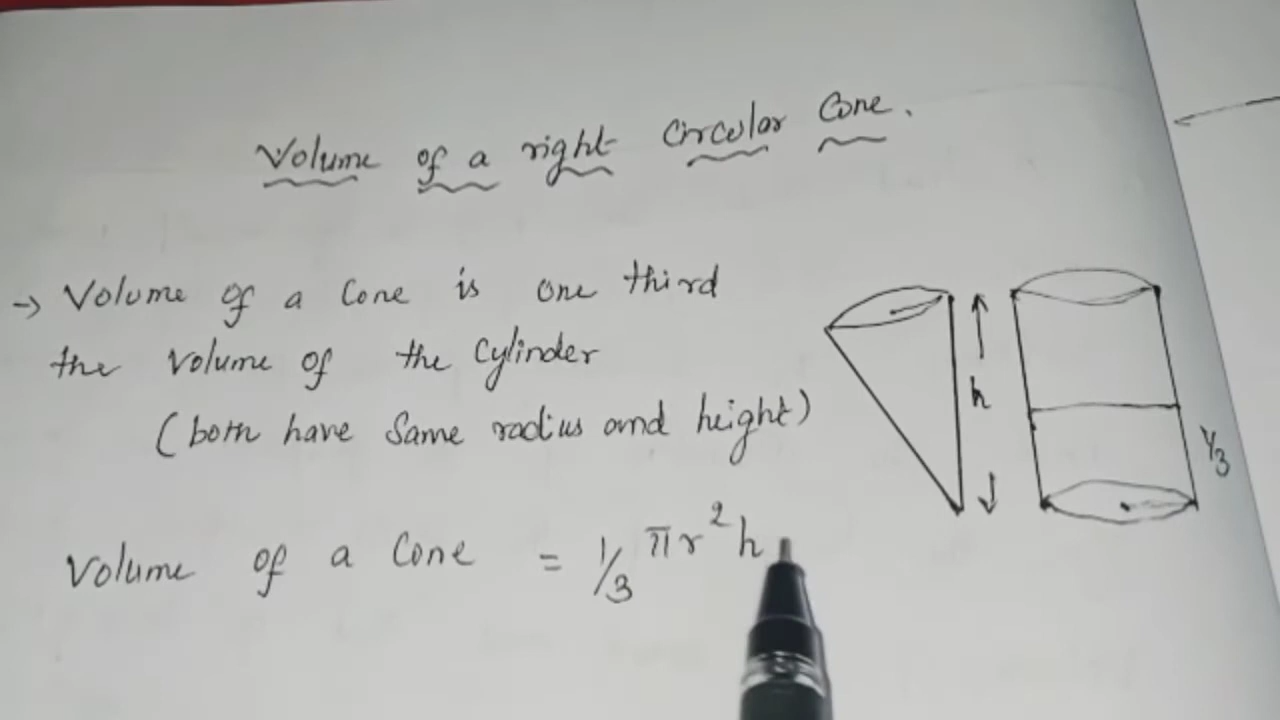 Volume of a right Circular Cone.
→ Volume of a Cone is one third
the volume of the Cylinder
(both have Same radius and height)
h
1/3
Volume of a Cone = 1/3 πr²h